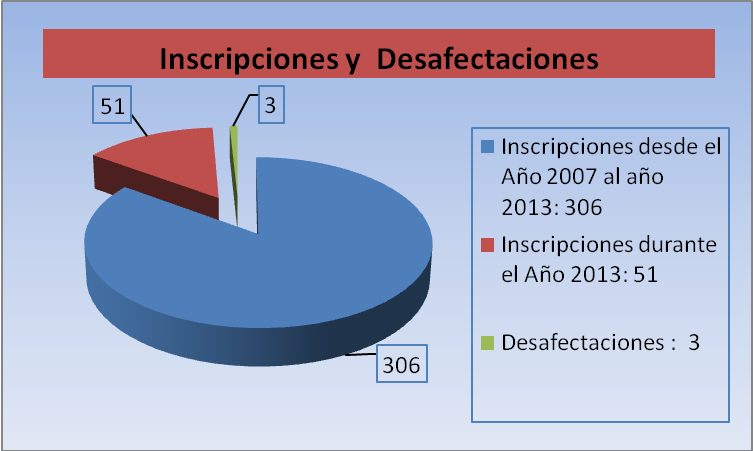 Inscripciones y  Desafectaciones
51
3
306
Inscripciones desde el
Año 2007 al año
2013: 306
Inscripciones durante
el Año 2013: 51
Desafectaciones :  3